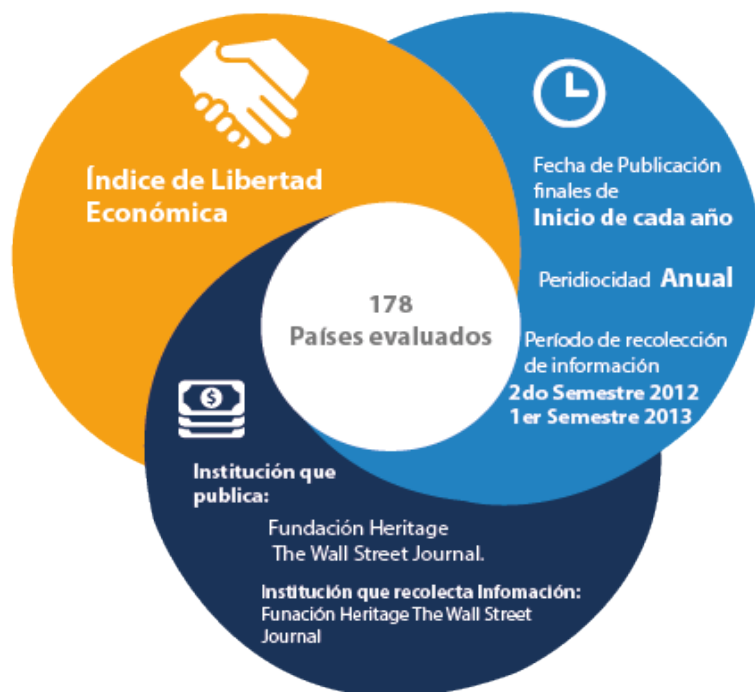 Índice de Libertad
Económica
Fecha de Publicación
finales de
Inicio de cada año
Peridiocidad Anual
Período de recolección
de información
2do Semestre 2012
1er Semestre 2013
178
Países evaluados
$
Institución que
publica:
Fundación Heritage
The Wall Street Journal.
Institución que recolecta Infomación:
Funación Heritage The Wall Street
Journal